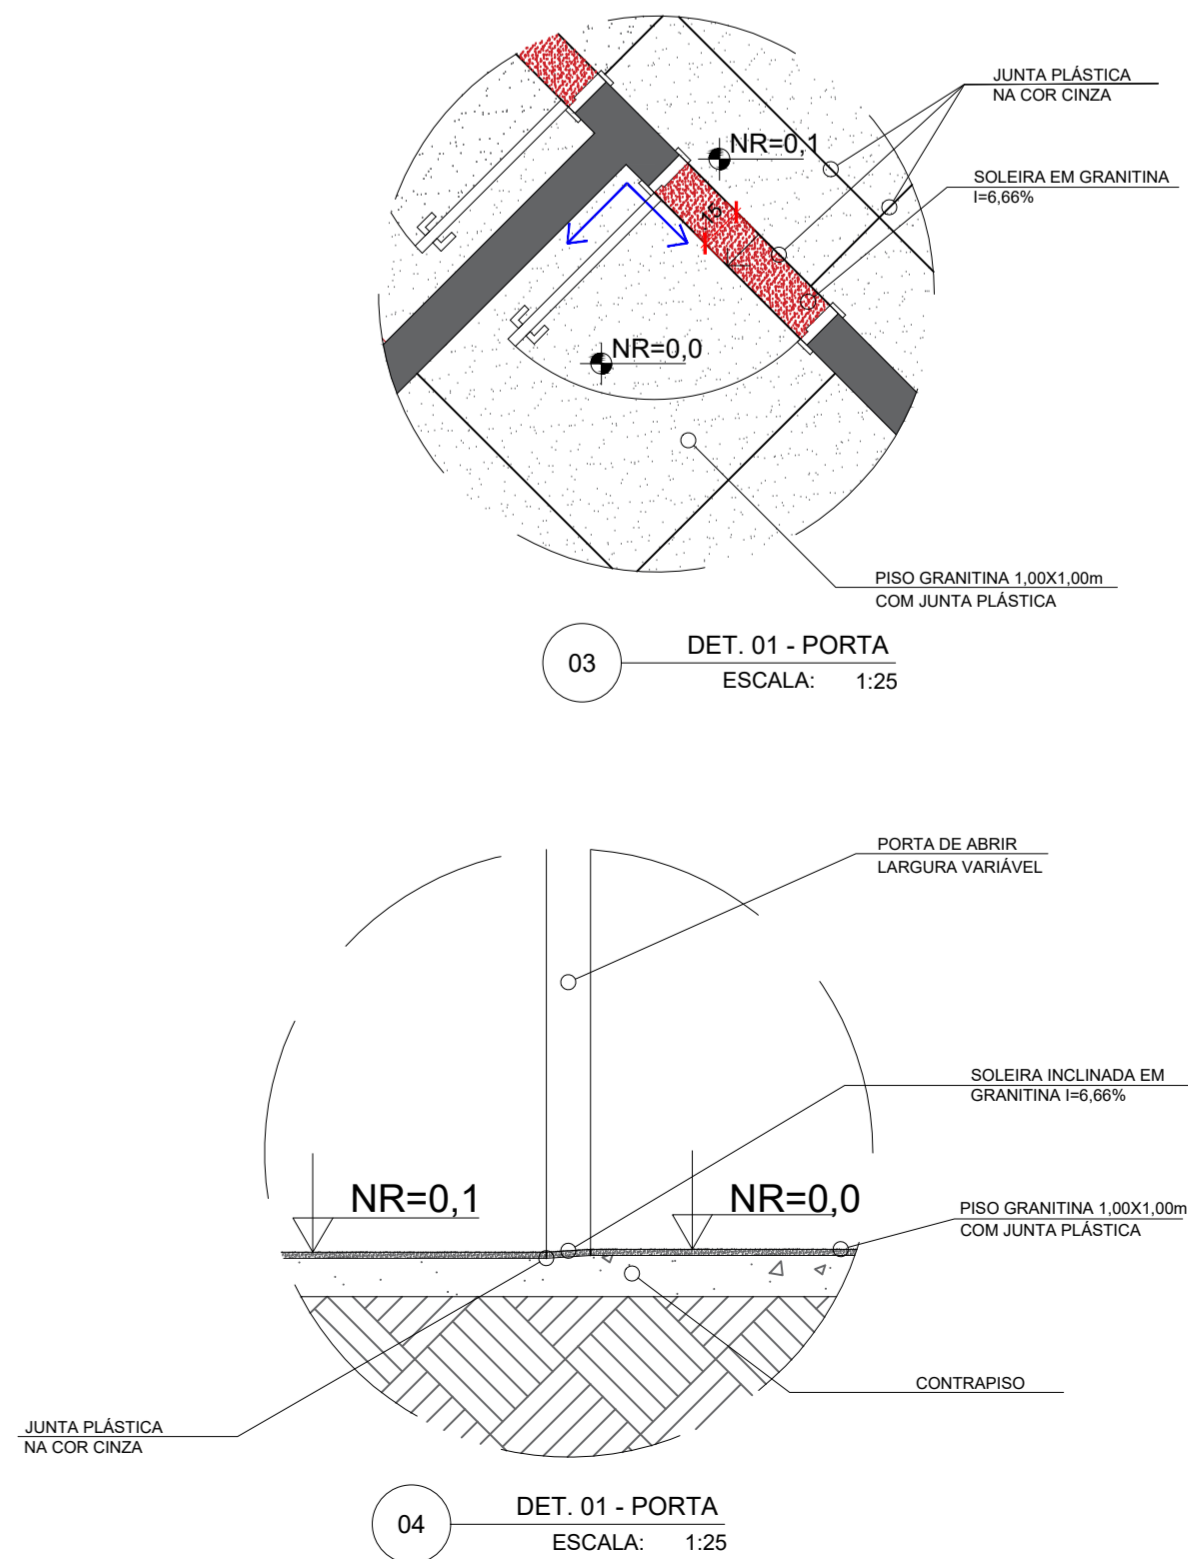 JUNTA PLÁSTICA
NA COR CINZA
NR=0,1
SOLEIRA EM GRANITINA
I=6,66%
15
NR=0,0
PISO GRANITINA 1,00X1,00m
COM JUNTA PLÁSTICA
03
DET. 01 - PORTA
ESCALA: 1:25
PORTA DE ABRIR
LARGURA VARIÁVEL
SOLEIRA INCLINADA EM
GRANITINA I=6,66%
NR=0,1
NR=0,0
PISO GRANITINA 1,00X1,00m
COM JUNTA PLÁSTICA
CONTRAPISO
JUNTA PLÁSTICA
NA COR CINZA
04
DET. 01 - PORTA
ESCALA: 1:25